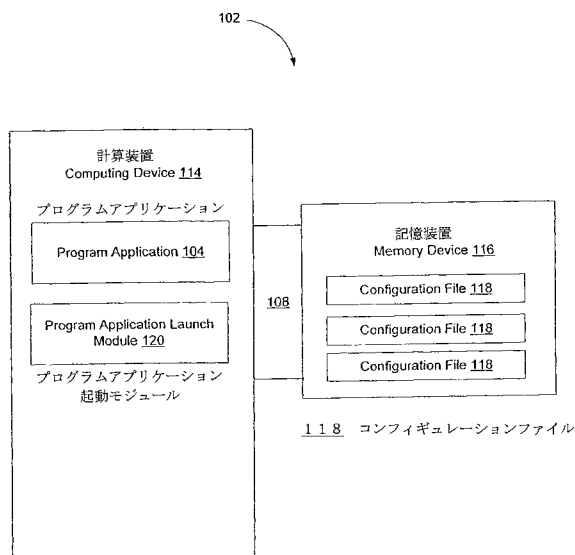 102
計算装置
Computing Device 114
プログラムアプリケーション
Program Application 104
Program Application Launch
Module 120
プログラムアプリケーション
起動モジュール
108
記憶装置
Memory Device 116
Configuration File 118
Configuration File 118
Configuration File 118
118 コンフィギュレーションファイル